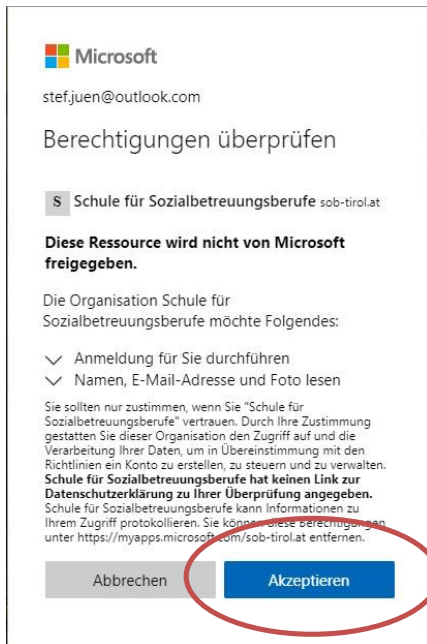 Microsoft
stef.juen@outlook.com
Berechtigungen überprüfen
S Schule für Sozialbetreuungsberufe sob-tirol.at
Diese Ressource wird nicht von Microsoft
freigegeben.
Die Organisation Schule für
Sozialbetreuungsberufe möchte Folgendes:
Anmeldung für Sie durchführen
Namen, E-Mail-Adresse und Foto lesen
Sie sollten nur zustimmen, wenn Sie "Schule für
Sozialbetreuungsberufe" vertrauen. Durch Ihre Zustimmung
gestatten Sie dieser Organisation den Zugriff auf und die
Verarbeitung Ihrer Daten, um in Übereinstimmung mit den
Richtlinien ein Konto zu erstellen, zu steuern und zu verwalten.
Schule für Sozialbetreuungsberufe hat keinen Link zur
Datenschutzerklärung zu Ihrer Überprüfung angegeben.
Schule für Sozialbetreuungsberufe kann Informationen zu
Ihrem Zugriff protokollieren. Sie können diese Berechtigungen
unter https://myapps.microsoft.com/sob-tirol.at entfernen.
Abbrechen Akzeptieren